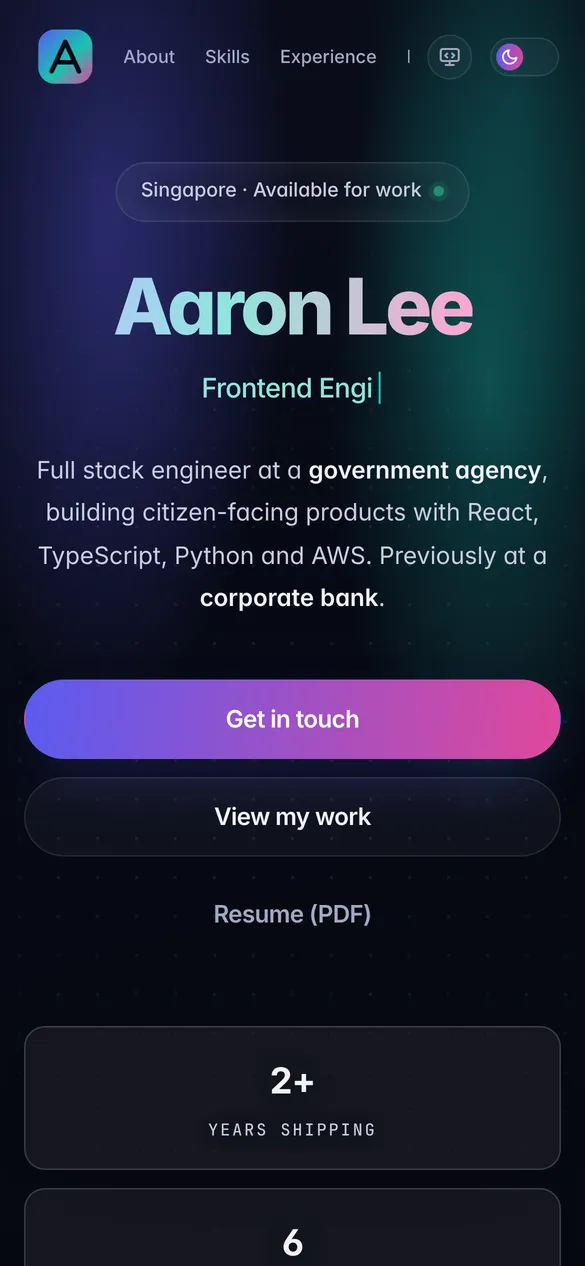 A
About
Skills
Experience
Singapore · Available for work
Aaron Lee
Frontend Engi
Full stack engineer at a government agency,
building citizen-facing products with React,
TypeScript, Python and AWS. Previously at a
corporate bank.
Get in touch
View my work
Resume (PDF)
2+
YEARS SHIPPING
6